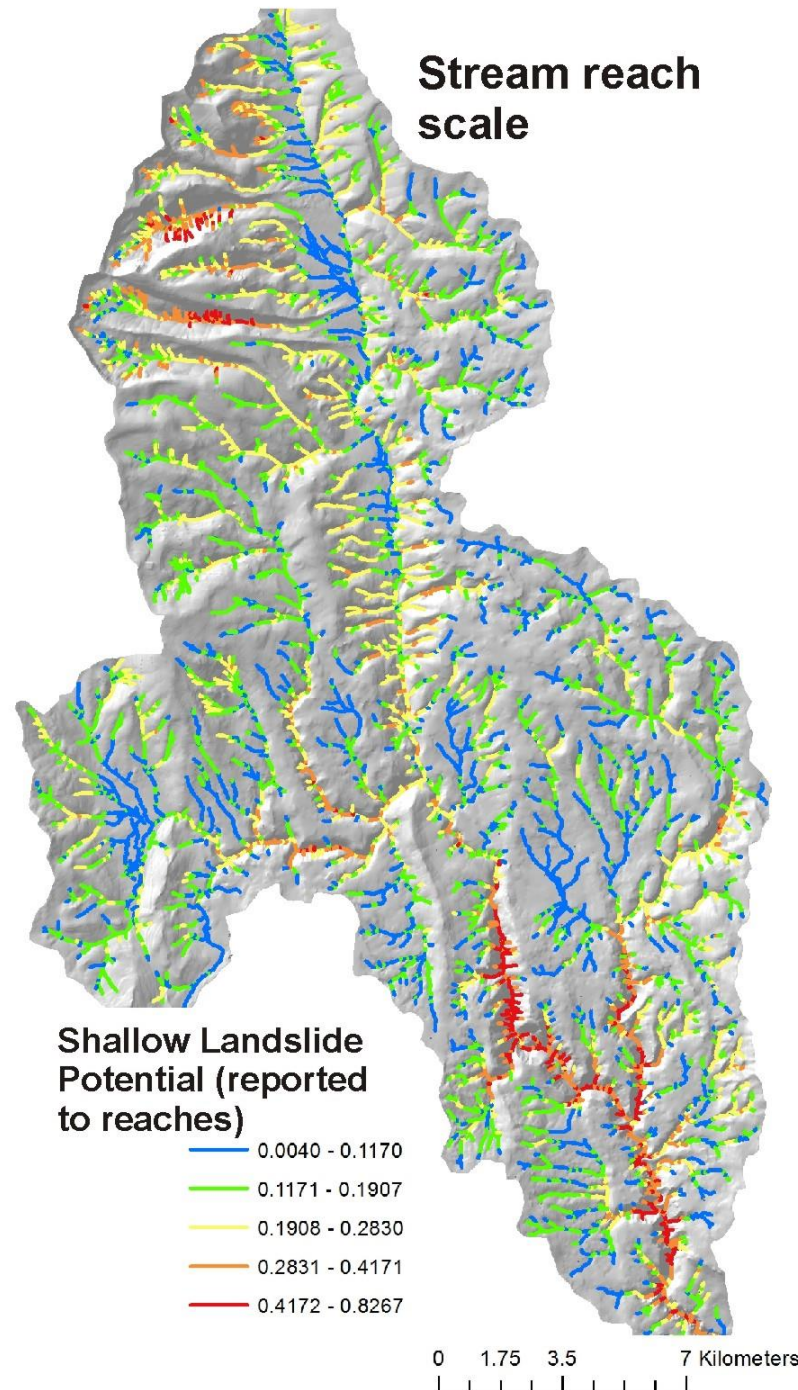 Stream reach
scale
Shallow Landslide
Potential (reported
to reaches)
0.0040 - 0.1170
0.1171 - 0.1907
0.1908 - 0.2830
0.2831 - 0.4171
0.4172 - 0.8267
0 1.75 3.5 7 Kilometers